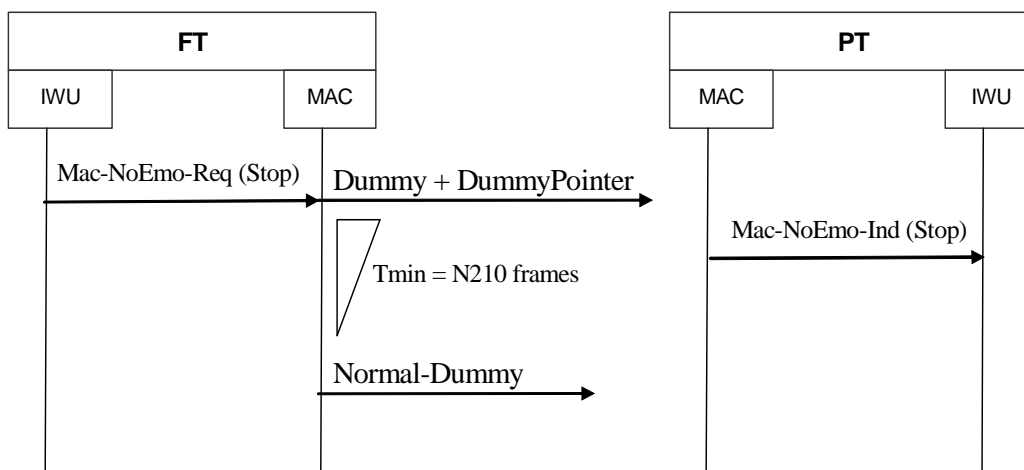 FT
PT
IWU
MAC
MAC
IWU
Mac-NoEmo-Req (Stop)
Dummy + DummyPointer
Mac-NoEmo-Ind (Stop)
Tmin = N210 frames
Normal-Dummy